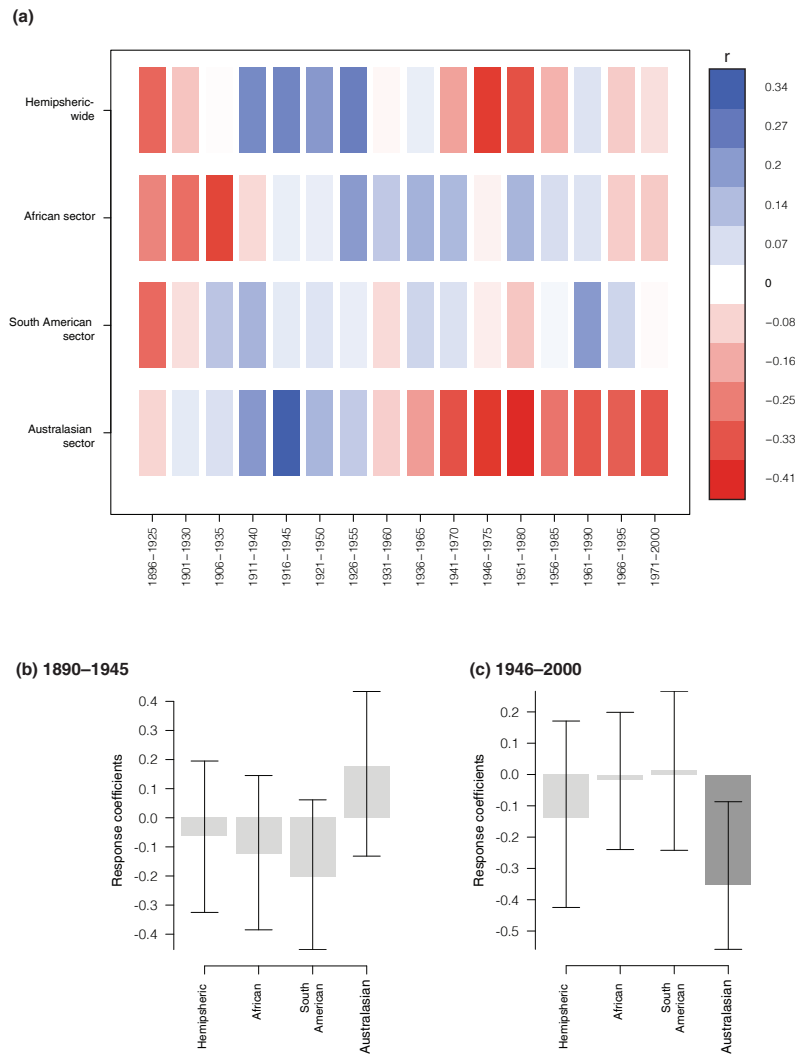 (a)
r
Hemipsheric-
wide
African sector
South American
sector
Australasian
sector
0.34
0.27
0.2
0.14
0.07
0
−0.08
−0.16
−0.25
−0.33
−0.41
1896−1925
1901−1930
1906−1935
1911−1940
1916−1945
1921−1950
1926−1955
1931−1960
1936−1965
1941−1970
1946−1975
1951−1980
1956−1985
1961−1990
1966−1995
1971−2000
(b) 1890–1945
Response coefficients
0.4
0.3
0.2
0.1
0.0
-0.1
-0.2
-0.3
-0.4
Hemipsheric
African
South
American
Australasian
(c) 1946–2000
Response coefficients
0.2
0.1
0.0
-0.1
-0.2
-0.3
-0.4
-0.5
Hemipsheric
African
South
American
Australasian